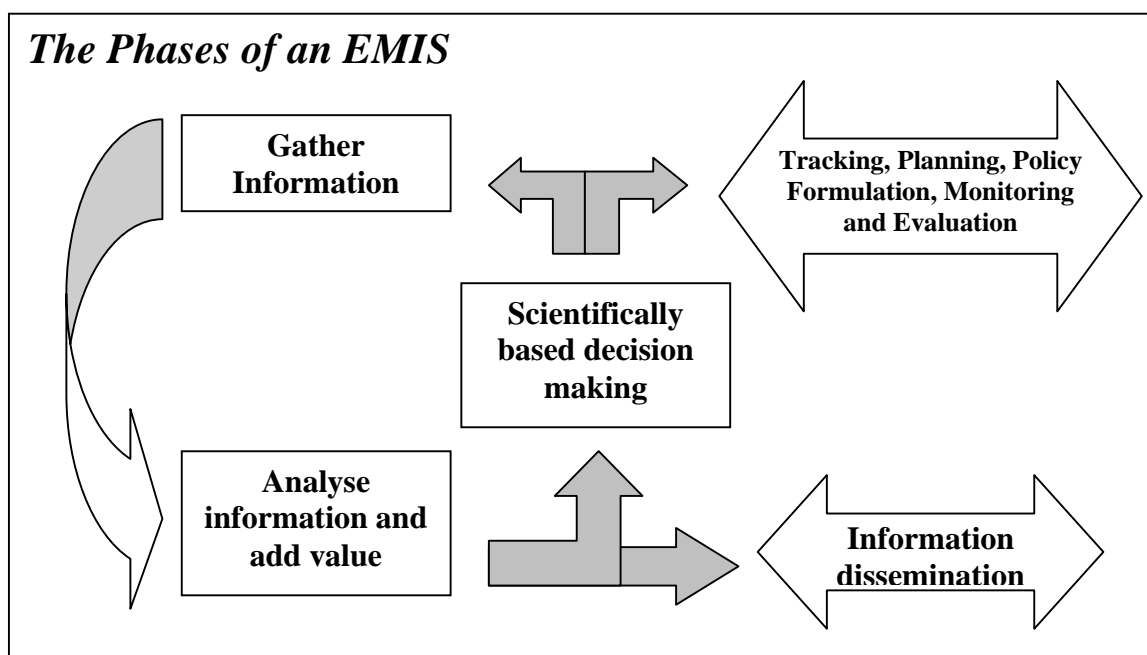 The Phases of an EMIS
Gather
Information
Tracking, Planning, Policy
Formulation, Monitoring
and Evaluation
Scientifically
based decision
making
Analyse
information and
add value
Information
dissemination